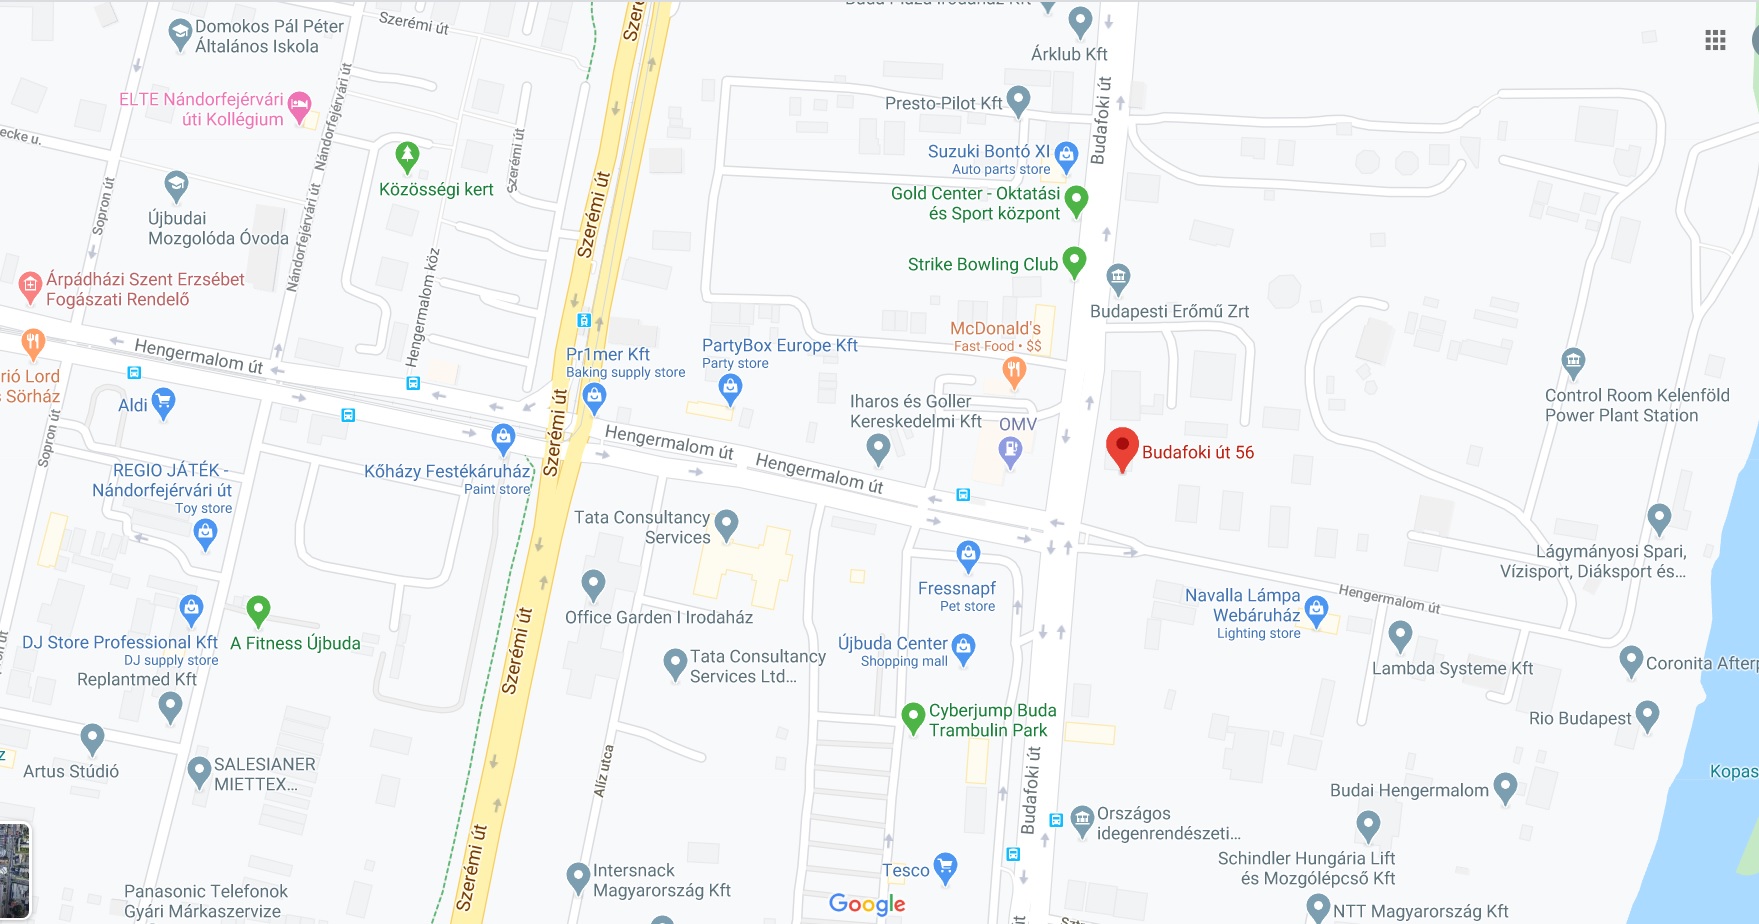 Domokos Pál Péter
Általános Iskola
Szerémi út
Árklub Kft
ELTE Nándorfejérvári
úti Kollégium
Nándorfejérvári út
Presto-Pilot Kft
Budafoki út
ecke u.
Szerémi út
Suzuki Bontó XI
Auto parts store
Közösségi kert
Gold Center - Oktatási
és Sport központ
Sopron út
Újbudai
Mozgolóda Óvoda
Nándorfejérvári út
Szerémi út
Strike Bowling Club
Árpádházi Szent Erzsébet
Fogászati Rendelő
Hengermalom köz
Budapesti Erőmű Zrt
McDonald's
Fast Food • $$
Hengermalom út
Pr1mer Kft
Baking supply store
PartyBox Europe Kft
Party store
rió Lord
s Sörház
Aldi
Control Room Kelenföld
Power Plant Station
Iharos és Goller
Kereskedelmi Kft
OMV
Sopron út
Szerémi út
Hengermalom út
Hengermalom út
Budafoki út 56
REGIO JÁTÉK -
Nándorfejérvári út
Toy store
Kőházy Festékáruház
Paint store
Tata Consultancy
Services
Lágymányosi Spari,
Vízisport, Diáksport és...
Fressnapf
Pet store
Hengermalom út
Navalla Lámpa
Webáruház
Lighting store
Office Garden I Irodaház
DJ Store Professional Kft
DJ supply store
A Fitness Újbuda
Szerémi út
Újbuda Center
Shopping mall
Tata Consultancy
Services Ltd...
Lambda Systeme Kft
Coronita Afterp
Replantmed Kft
Cyberjump Buda
Trambulin Park
Rio Budapest
Artus Stúdió
SALESIANER
MIETTEX...
Alíz utca
Budafoki út
Kopas
Budai Hengermalom
Országos
idegenrendészeti...
Szerémi út
Schindler Hungária Lift
és Mozgólépcső Kft
Intersnack
Magyarország Kft
Tesco
Panasonic Telefonok
Gyári Márkaszervize
Google
NTT Magyarország Kft